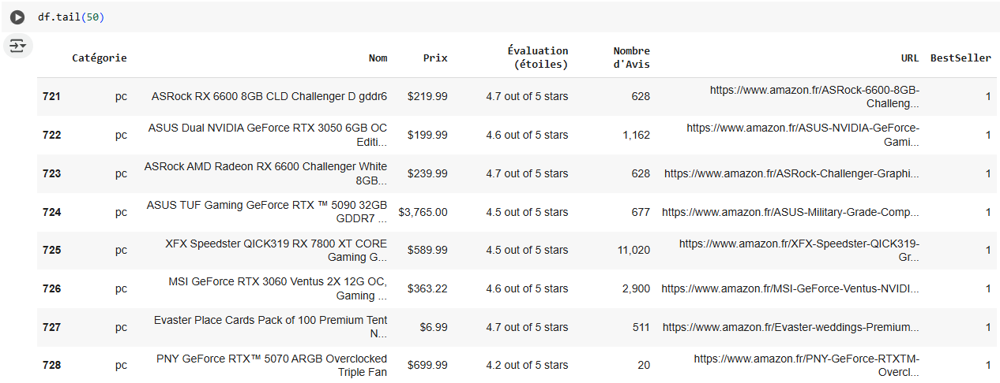 df.tail(50)
Catégorie Nom Prix Évaluation (étoiles) Nombre d'Avis URL BestSeller
721 pc ASRock RX 6600 8GB CLD Challenger D gddr6 $219.99 4.7 out of 5 stars 628 https://www.amazon.fr/ASRock-6600-8GB-Challeng... 1
722 pc ASUS Dual NVIDIA GeForce RTX 3050 6GB OC Editi... $199.99 4.6 out of 5 stars 1,162 https://www.amazon.fr/ASUS-NVIDIA-GeForce-Gami... 1
723 pc ASRock AMD Radeon RX 6600 Challenger White 8GB... $239.99 4.7 out of 5 stars 628 https://www.amazon.fr/ASRock-Challenger-Graphi... 1
724 pc ASUS TUF Gaming GeForce RTX ™ 5090 32GB GDDR7 ... $3,765.00 4.5 out of 5 stars 677 https://www.amazon.fr/ASUS-Military-Grade-Comp... 1
725 pc XFX Speedster QICK319 RX 7800 XT CORE Gaming G... $589.99 4.5 out of 5 stars 11,020 https://www.amazon.fr/XFX-Speedster-QICK319-Gr... 1
726 pc MSI GeForce RTX 3060 Ventus 2X 12G OC, Gaming ... $363.22 4.6 out of 5 stars 2,900 https://www.amazon.fr/MSI-GeForce-Ventus-NVIDI... 1
727 pc Evaster Place Cards Pack of 100 Premium Tent N... $6.99 4.7 out of 5 stars 511 https://www.amazon.fr/Evaster-weddings-Premium... 1
728 pc PNY GeForce RTX™ 5070 ARGB Overclocked Triple Fan $699.99 4.2 out of 5 stars 20 https://www.amazon.fr/PNY-GeForce-RTXTM-Overcl... 1